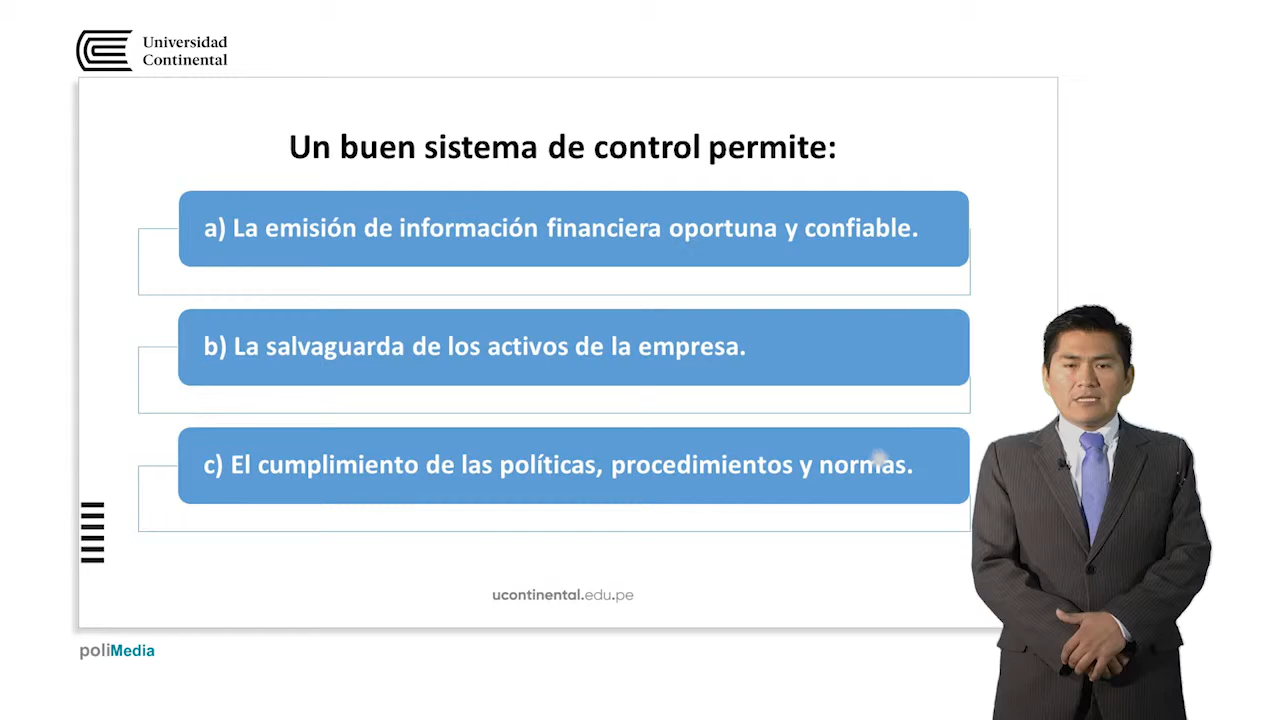 Universidad
Continental
Un buen sistema de control permite:
a) La emisión de información financiera oportuna y confiable.
b) La salvaguarda de los activos de la empresa.
c) El cumplimiento de las políticas, procedimientos y normas.
ucontinental.edu.pe
poliMedia